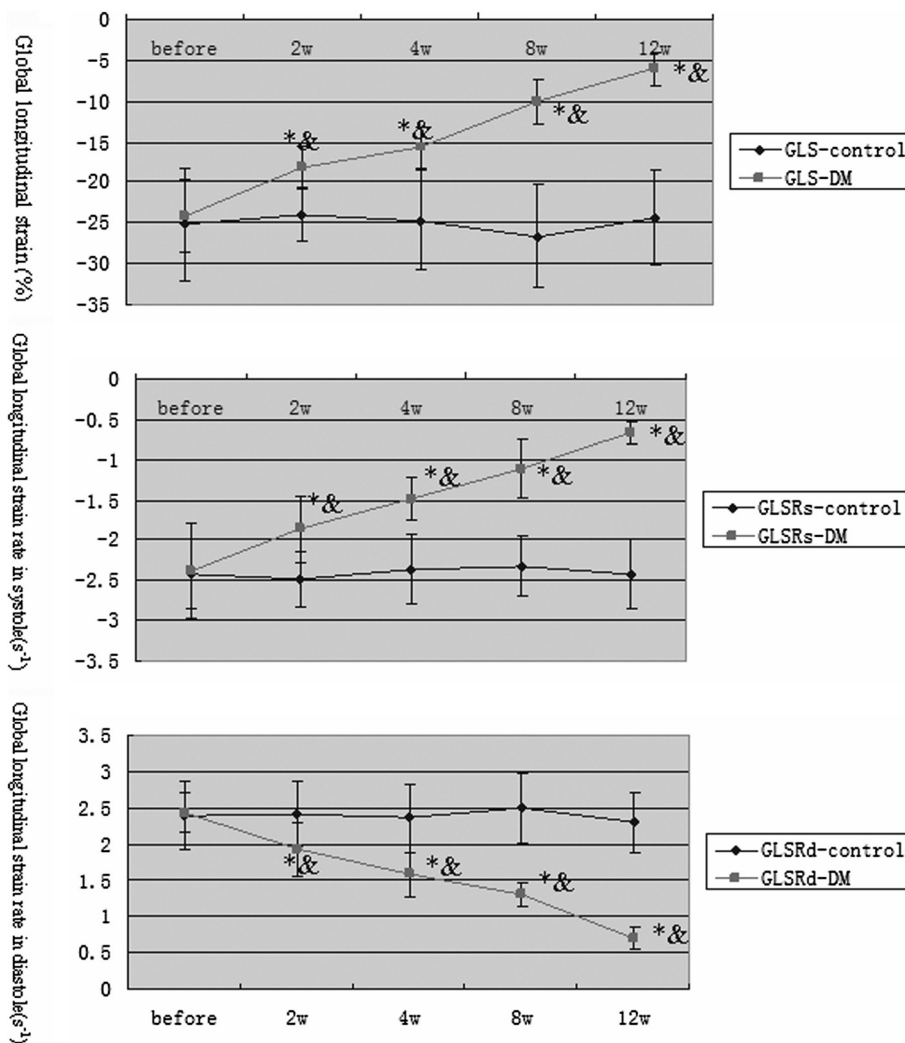 Global longitudinal strain (%)
0
-5
-10
-15
-20
-25
-30
-35
before 2w 4w 8w 12w
*& *& *& *&
GLS-control
GLS-DM
Global longitudinal strain rate in systole(s-1)
0
-0.5
-1
-1.5
-2
-2.5
-3
-3.5
before 2w 4w 8w 12w
*& *& *& *&
GLSRs-control
GLSRs-DM
Global longitudinal strain rate in diastole(s-1)
3.5
3
2.5
2
1.5
1
0.5
0
*& *& *& *&
before 2w 4w 8w 12w
GLSRd-control
GLSRd-DM